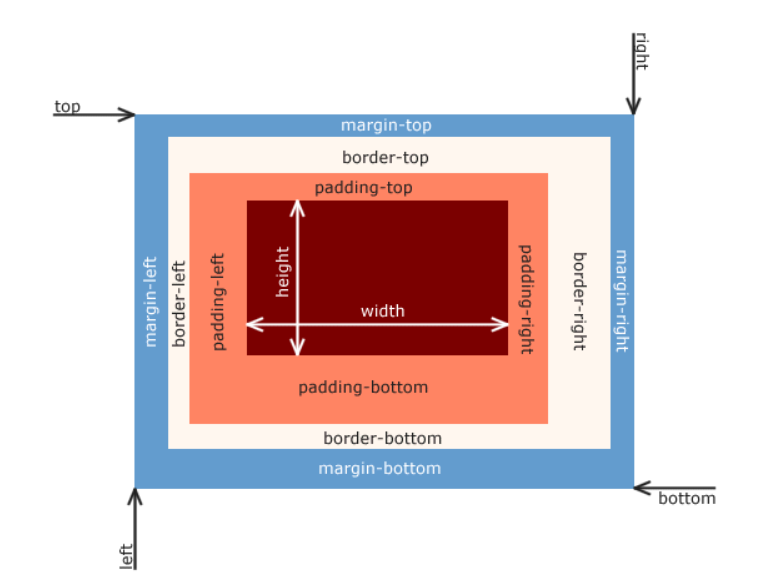 right
top
margin-top
border-top
padding-top
margin-left
border-left
padding-left
height
width
padding-right
border-right
margin-right
padding-bottom
border-bottom
margin-bottom
bottom
left